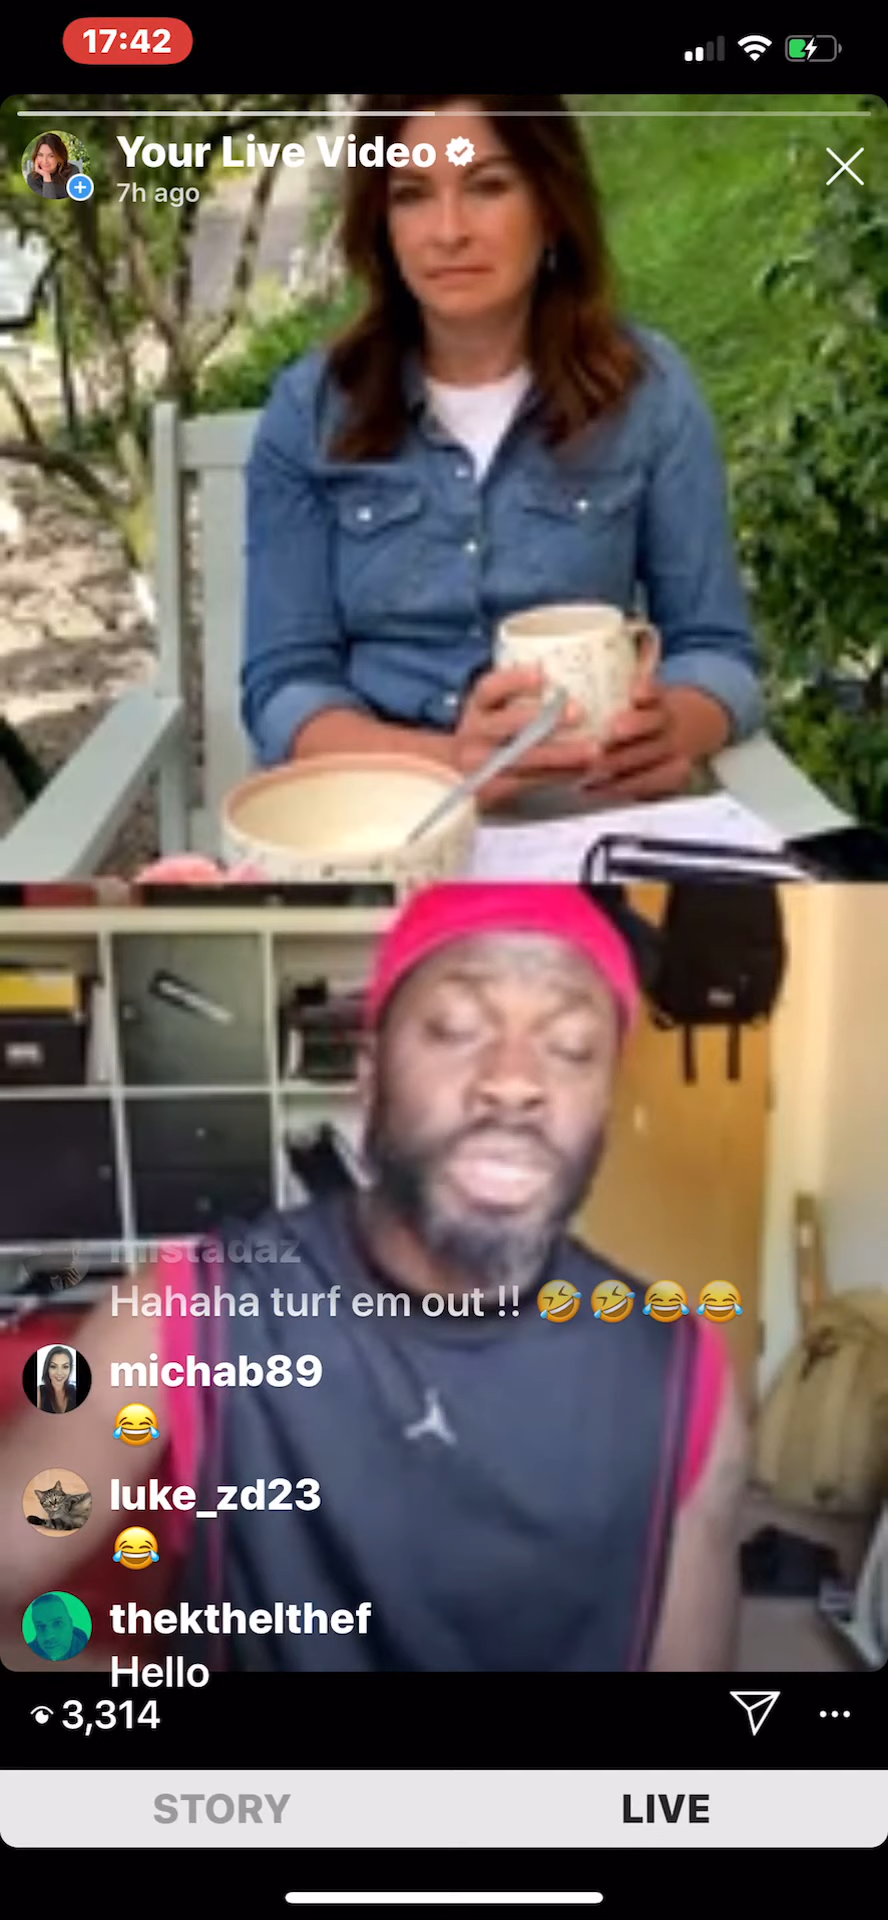 17:42
Your Live Video
7h ago
mistadaz
Hahaha turf em out !! 🤣🤣😂😂
michab89
😂
luke_zd23
😂
thekthelthef
Hello
3,314
STORY
LIVE